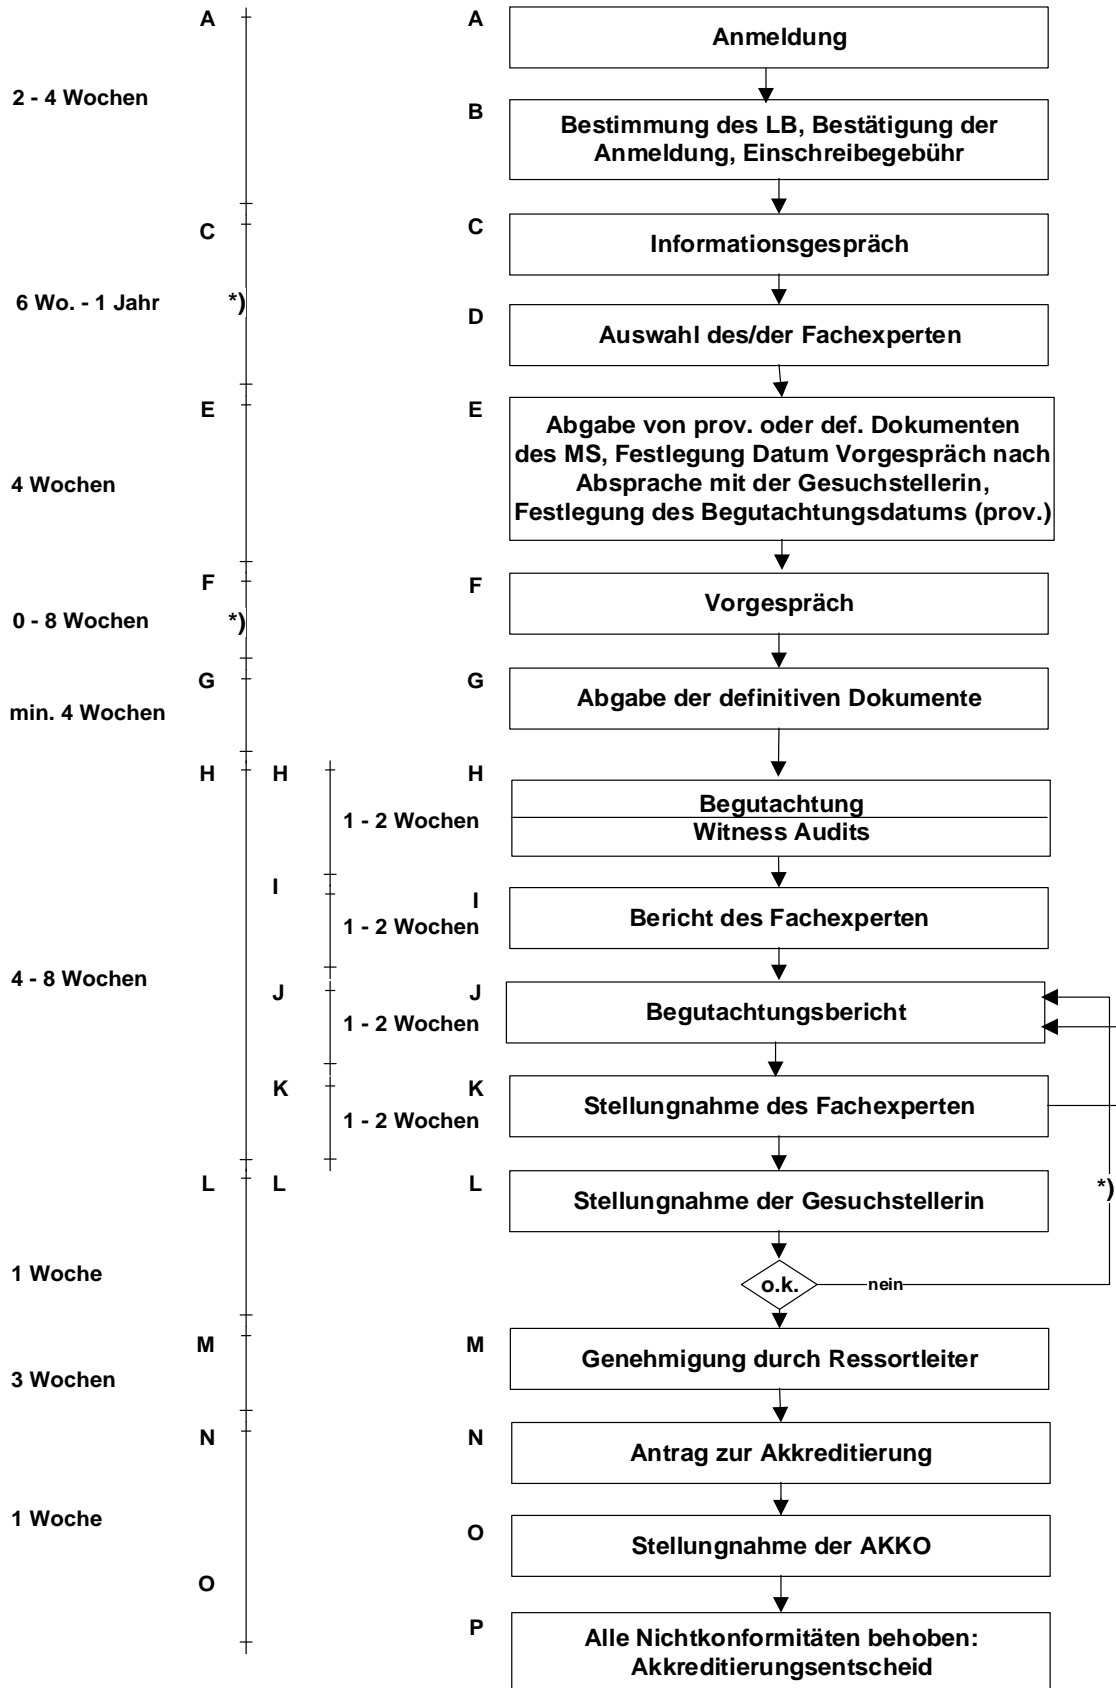 A
A
Anmeldung
2 - 4 Wochen
B
Bestimmung des LB, Bestätigung der
Anmeldung, Einschreibegebühr
C
C
Informationsgespräch
6 Wo. - 1 Jahr
*)
D
Auswahl des/der Fachexperten
E
E
Abgabe von prov. oder def. Dokumenten
des MS, Festlegung Datum Vorgespräch nach
Absprache mit der Gesuchstellerin,
Festlegung des Begutachtungsdatums (prov.)
4 Wochen
F
F
Vorgespräch
0 - 8 Wochen
*)
G
G
Abgabe der definitiven Dokumente
min. 4 Wochen
H
H
H
1 - 2 Wochen
Begutachtung
Witness Audits
I
I
1 - 2 Wochen
Bericht des Fachexperten
4 - 8 Wochen
J
J
1 - 2 Wochen
Begutachtungsbericht
K
K
1 - 2 Wochen
Stellungnahme des Fachexperten
L
L
L
Stellungnahme der Gesuchstellerin
*)
1 Woche
o.k.
nein
M
M
Genehmigung durch Ressortleiter
3 Wochen
N
N
Antrag zur Akkreditierung
1 Woche
O
Stellungnahme der AKKO
O
P
Alle Nichtkonformitäten behoben:
Akkreditierungsentscheid